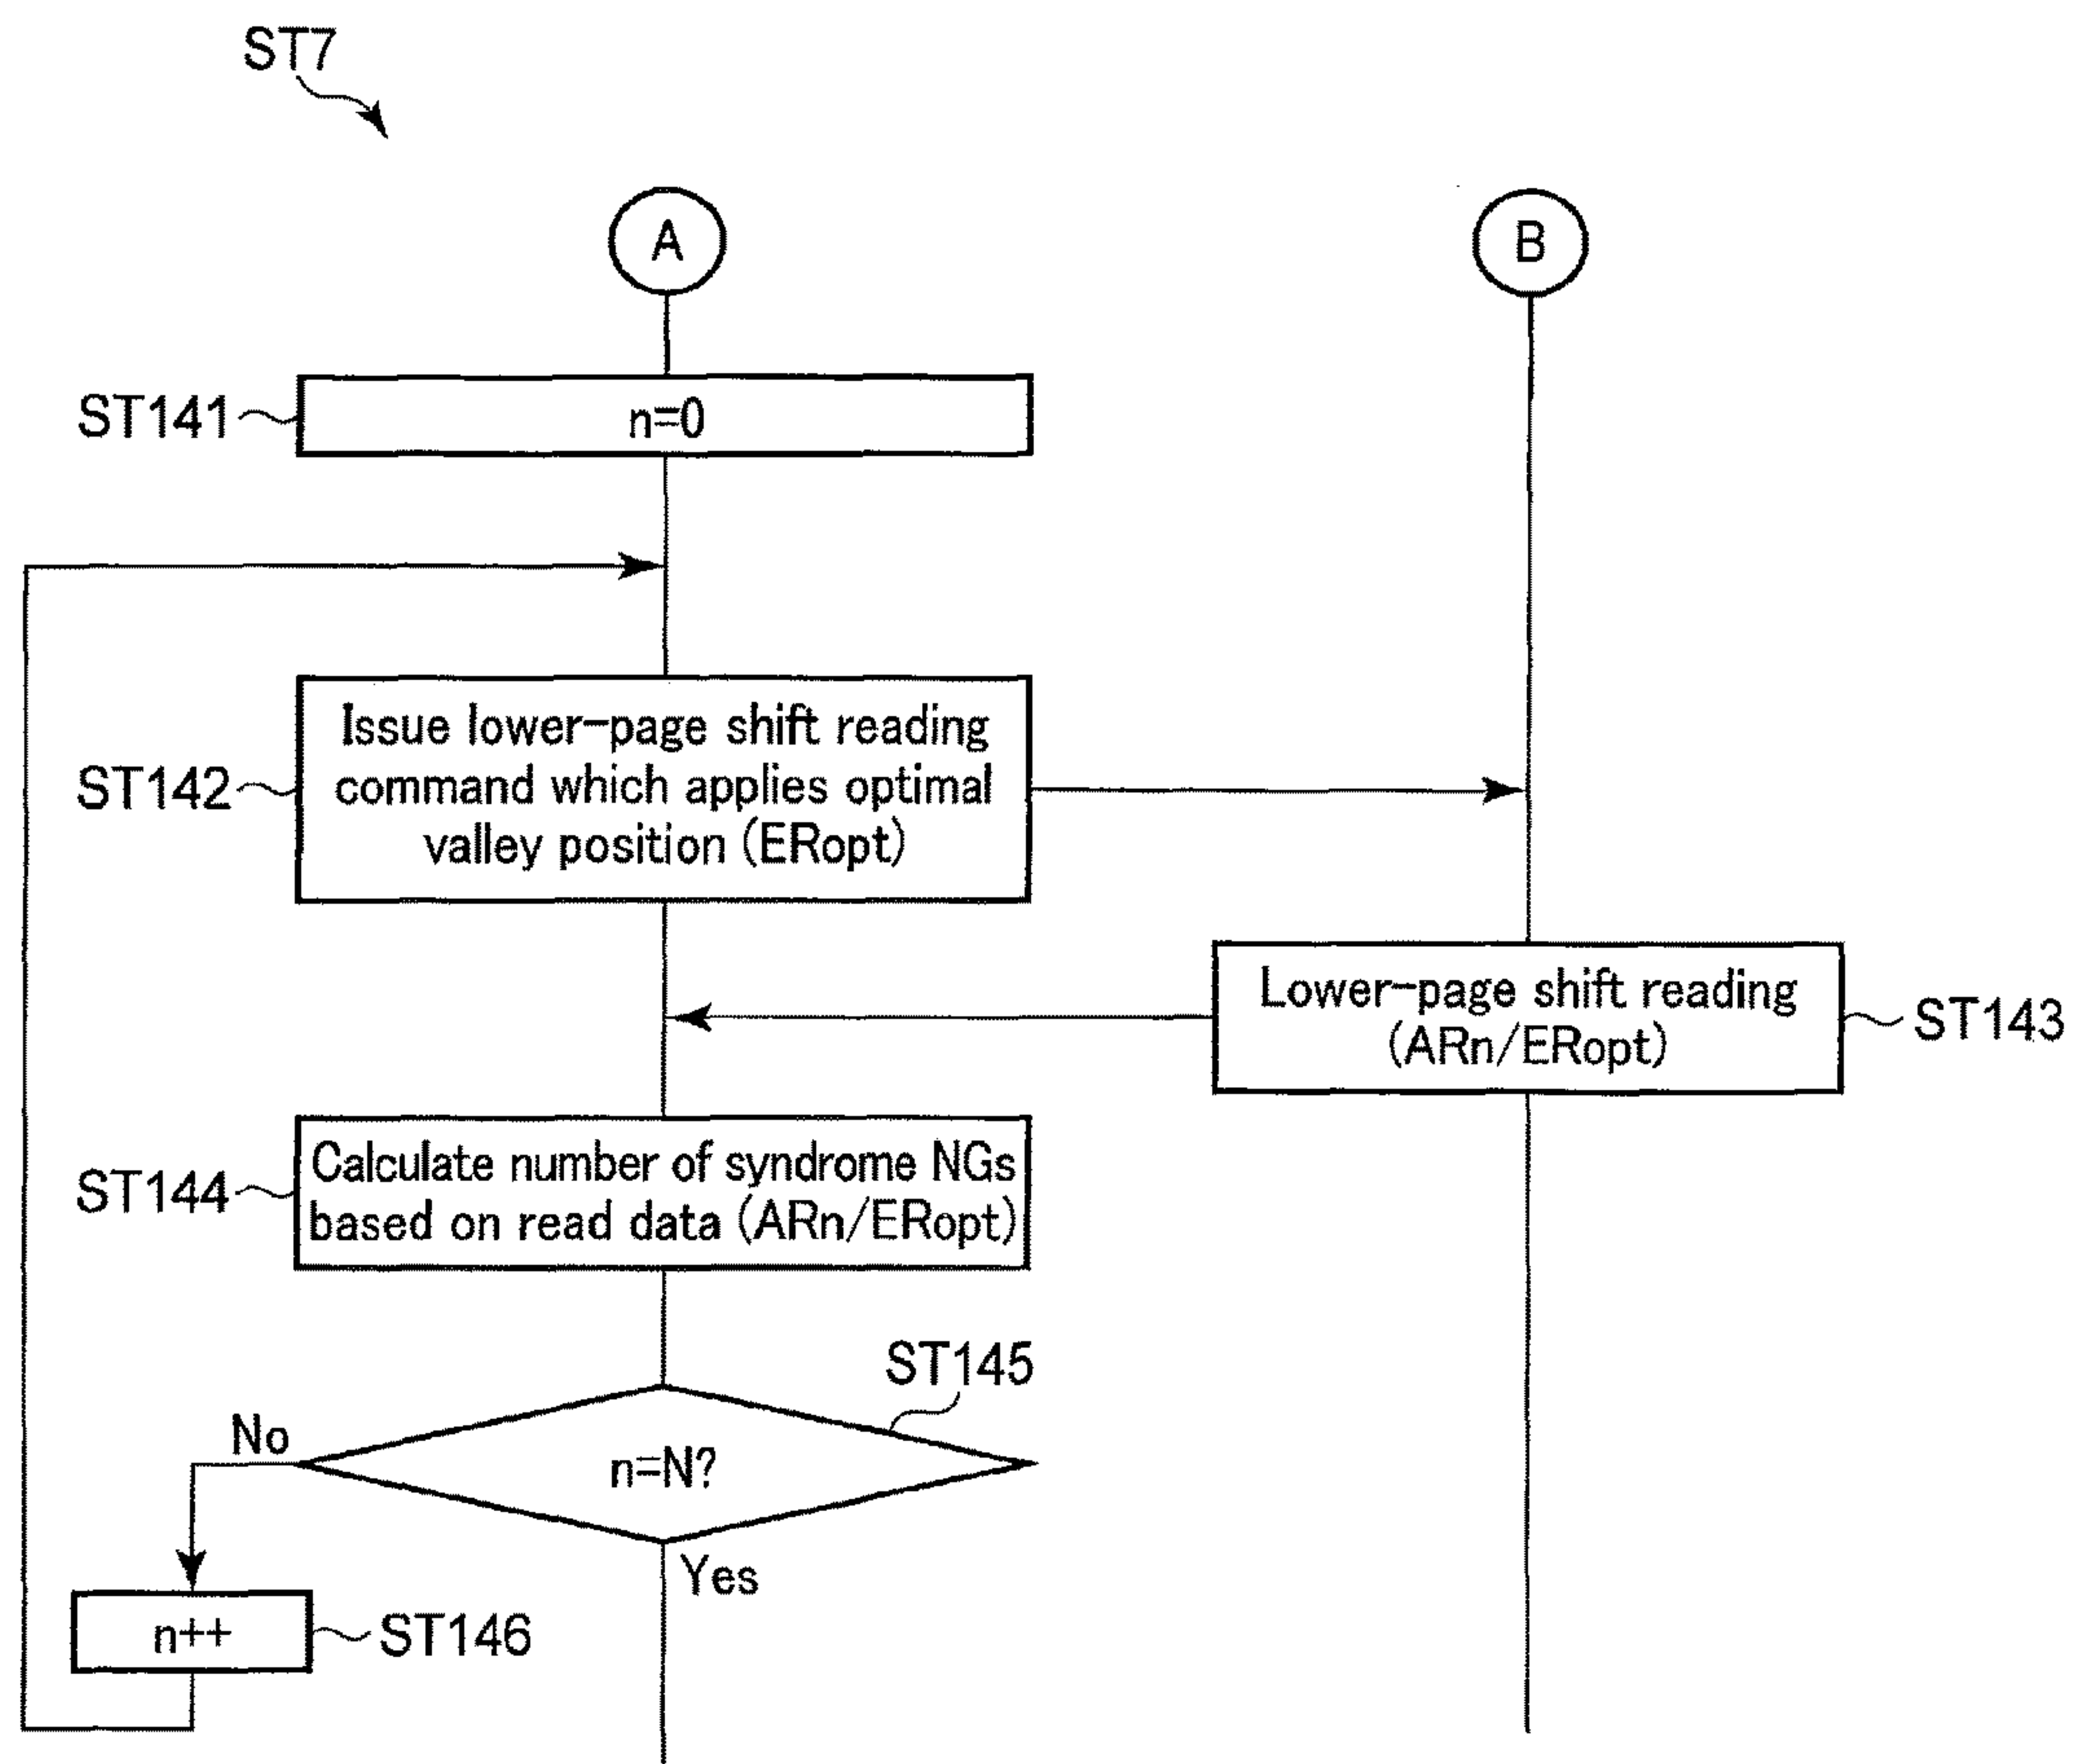 ST7
A
B
ST141
n=0
ST142
Issue lower-page shift reading
command which applies optimal
valley position (ERopt)
Lower-page shift reading
(ARn/ERopt)
ST143
ST144
Calculate number of syndrome NGs
based on read data (ARn/ERopt)
ST145
No
n=N?
Yes
n++
ST146